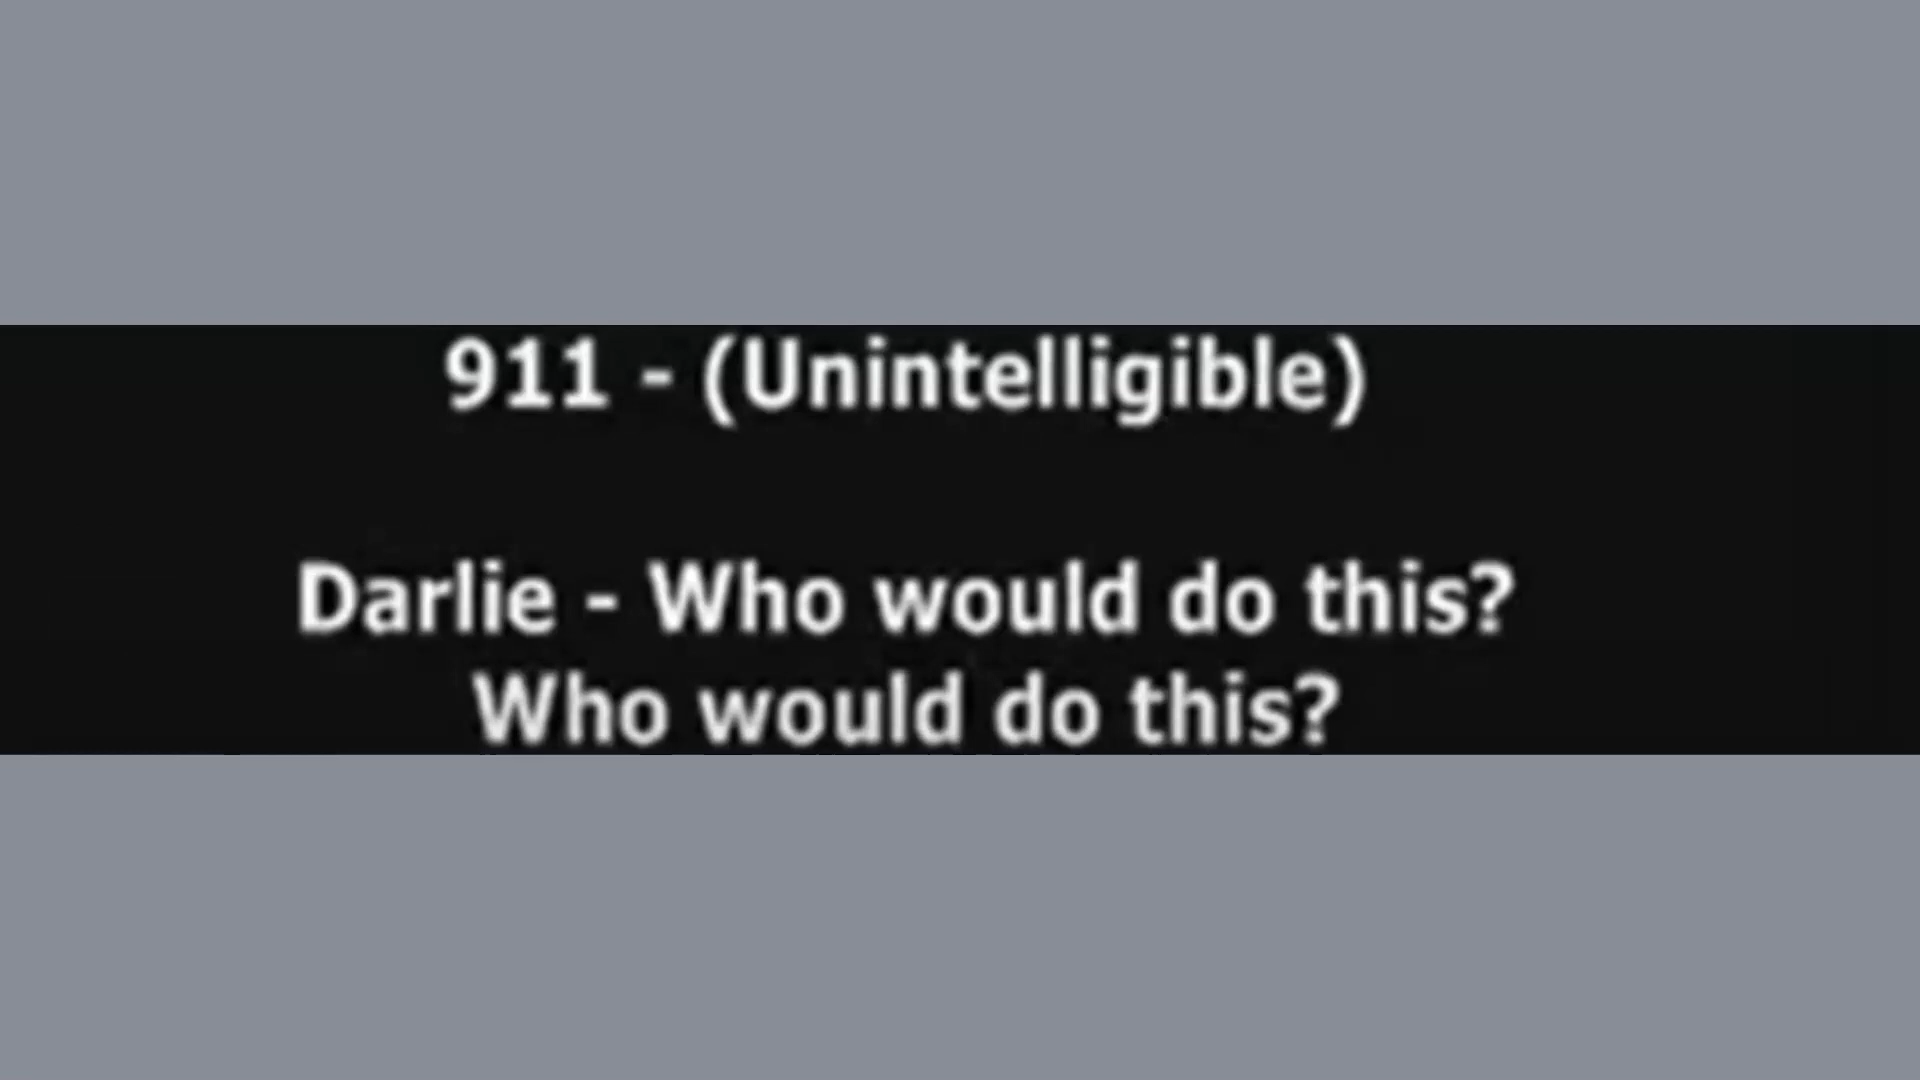 911 - (Unintelligible)
Darlie - Who would do this?
Who would do this?